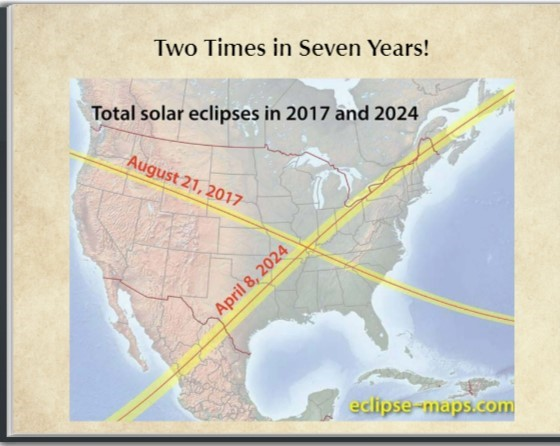 Two Times in Seven Years!
Total solar eclipses in 2017 and 2024
August 21, 2017
April 8, 2024
eclipse-maps.com